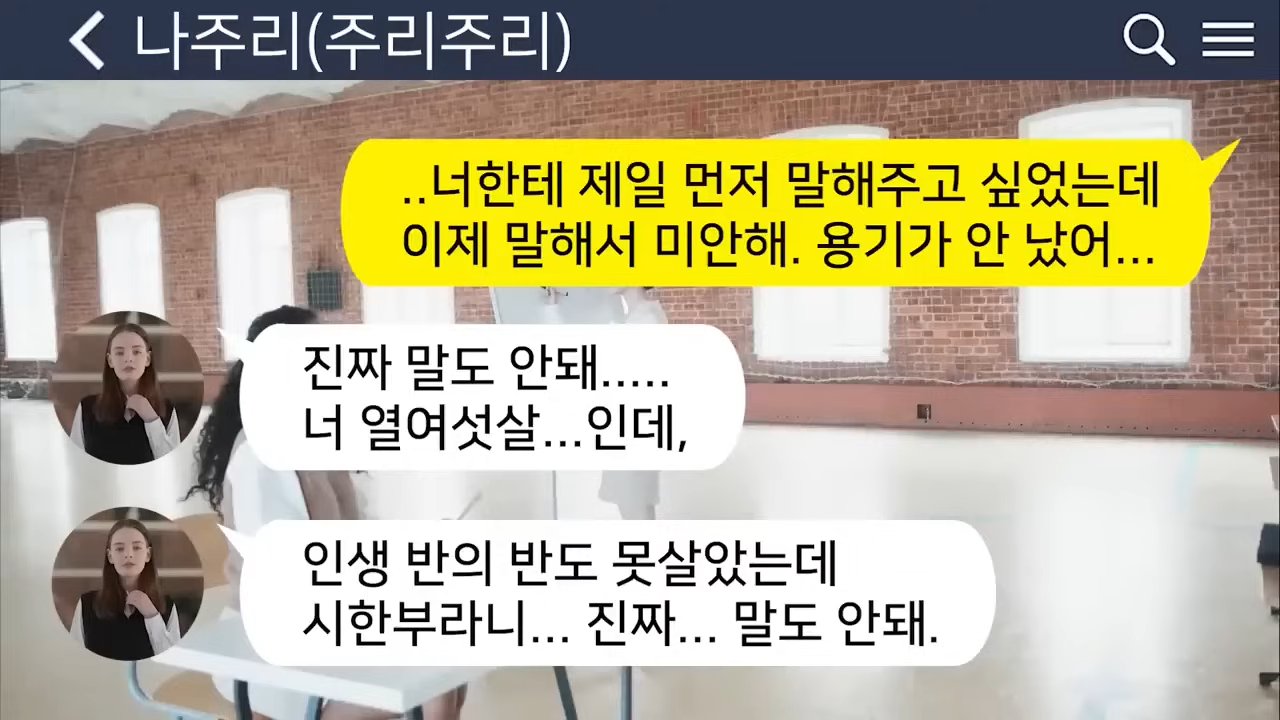 나주리(주리주리)
..너한테 제일 먼저 말해주고 싶었는데
이제 말해서 미안해. 용기가 안 났어...
진짜 말도 안돼.....
너 열여섯살...인데,
인생 반의 반도 못살았는데
시한부라니... 진짜... 말도 안돼.